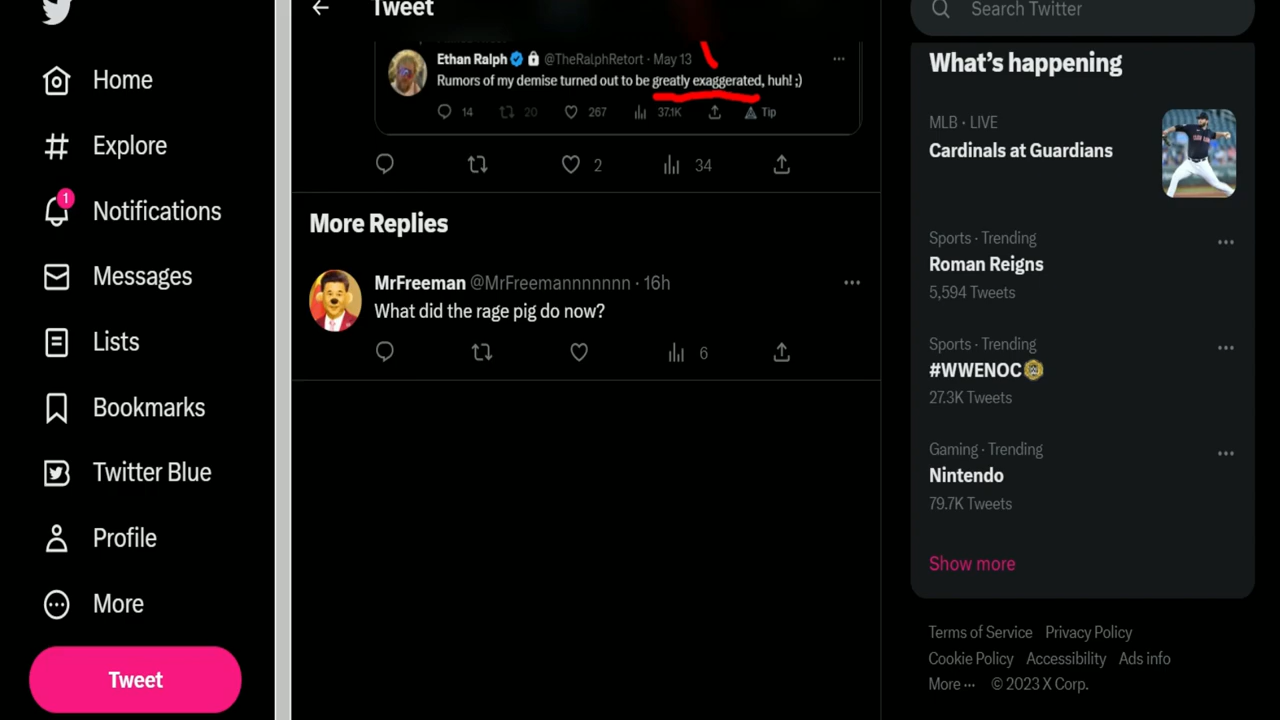 Home
Explore
1
Notifications
Messages
Lists
Bookmarks
Twitter Blue
Profile
More
Tweet
Tweet
Ethan Ralph @TheRalphRetort · May 13
Rumors of my demise turned out to be greatly exaggerated, huh! ;)
14 20 267 37.1K Tip
2 34
More Replies
MrFreeman @MrFreemannnnnnn · 16h
What did the rage pig do now?
6
Search Twitter
What's happening
MLB · LIVE
Cardinals at Guardians
Sports · Trending
Roman Reigns
5,594 Tweets
Sports · Trending
#WWENOC
27.3K Tweets
Gaming · Trending
Nintendo
79.7K Tweets
Show more
Terms of Service Privacy Policy
Cookie Policy Accessibility Ads info
More ··· © 2023 X Corp.